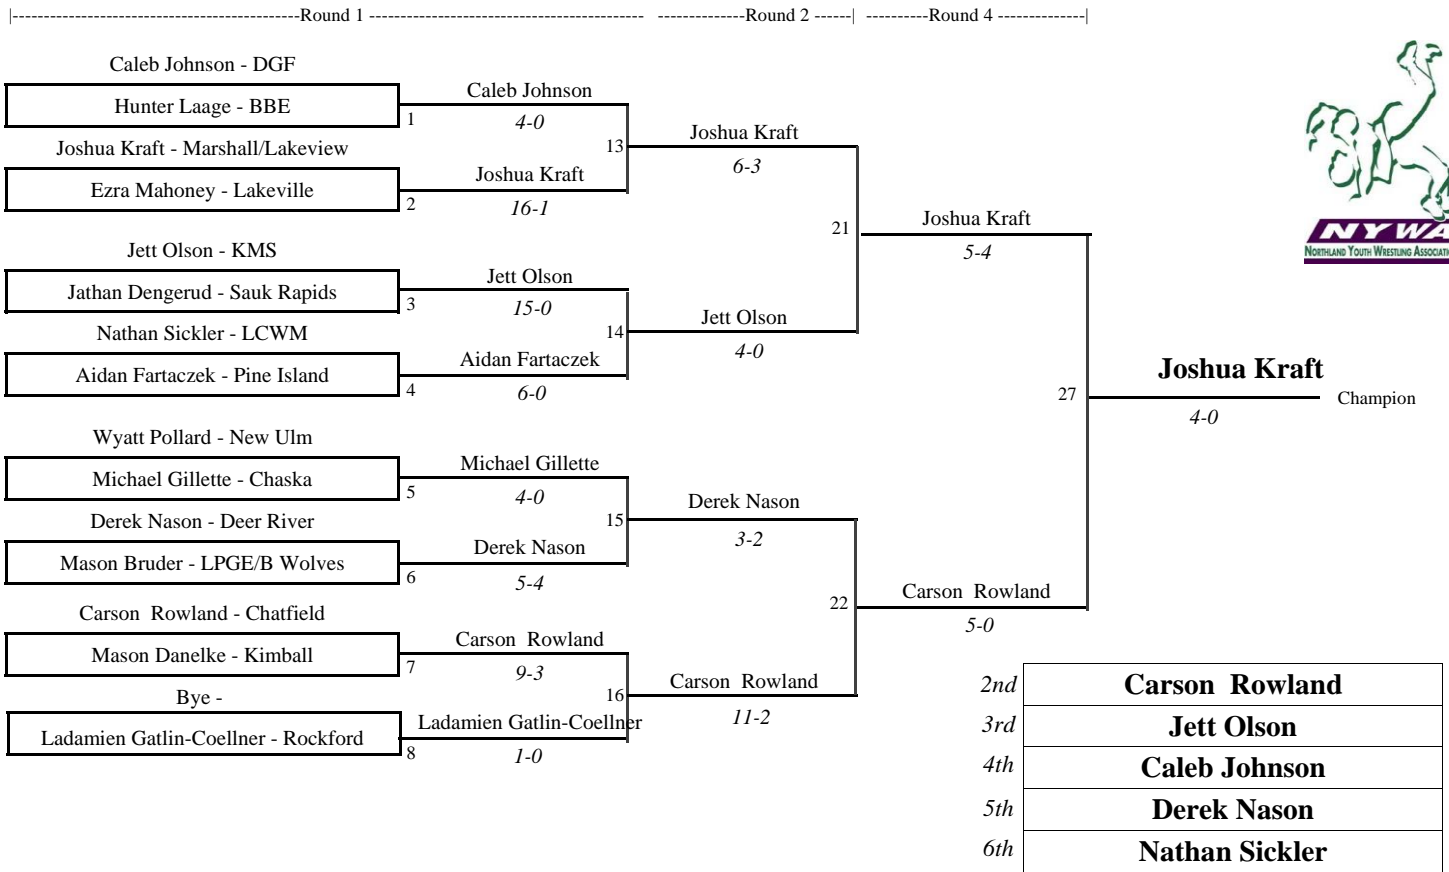 |------------------------------------------Round 1 ---------------------------------------- --------------Round 2 ------| ----------Round 4 --------------|
Caleb Johnson - DGF
Hunter Laage - BBE
1
Joshua Kraft - Marshall/Lakeview
Ezra Mahoney - Lakeville
2
Jett Olson - KMS
Jathan Dengerud - Sauk Rapids
3
Nathan Sickler - LCWM
Aidan Fartaczek - Pine Island
4
Wyatt Pollard - New Ulm
Michael Gillette - Chaska
5
Derek Nason - Deer River
Mason Bruder - LPGE/B Wolves
6
Carson  Rowland - Chatfield
Mason Danelke - Kimball
7
Bye -
Ladamien Gatlin-Coellner - Rockford
8
Caleb Johnson
4-0
13
Joshua Kraft
16-1
Jett Olson
15-0
14
Aidan Fartaczek
6-0
Michael Gillette
4-0
15
Derek Nason
5-4
Carson  Rowland
9-3
16
Ladamien Gatlin-Coellner
1-0
Joshua Kraft
6-3
21
Jett Olson
4-0
Derek Nason
3-2
22
Carson  Rowland
11-2
Joshua Kraft
5-4
27
Carson  Rowland
5-0
Joshua Kraft
Champion
4-0
NYWA
NORTHLAND YOUTH WRESTLING ASSOCIATI
2nd Carson  Rowland
3rd Jett Olson
4th Caleb Johnson
5th Derek Nason
6th Nathan Sickler